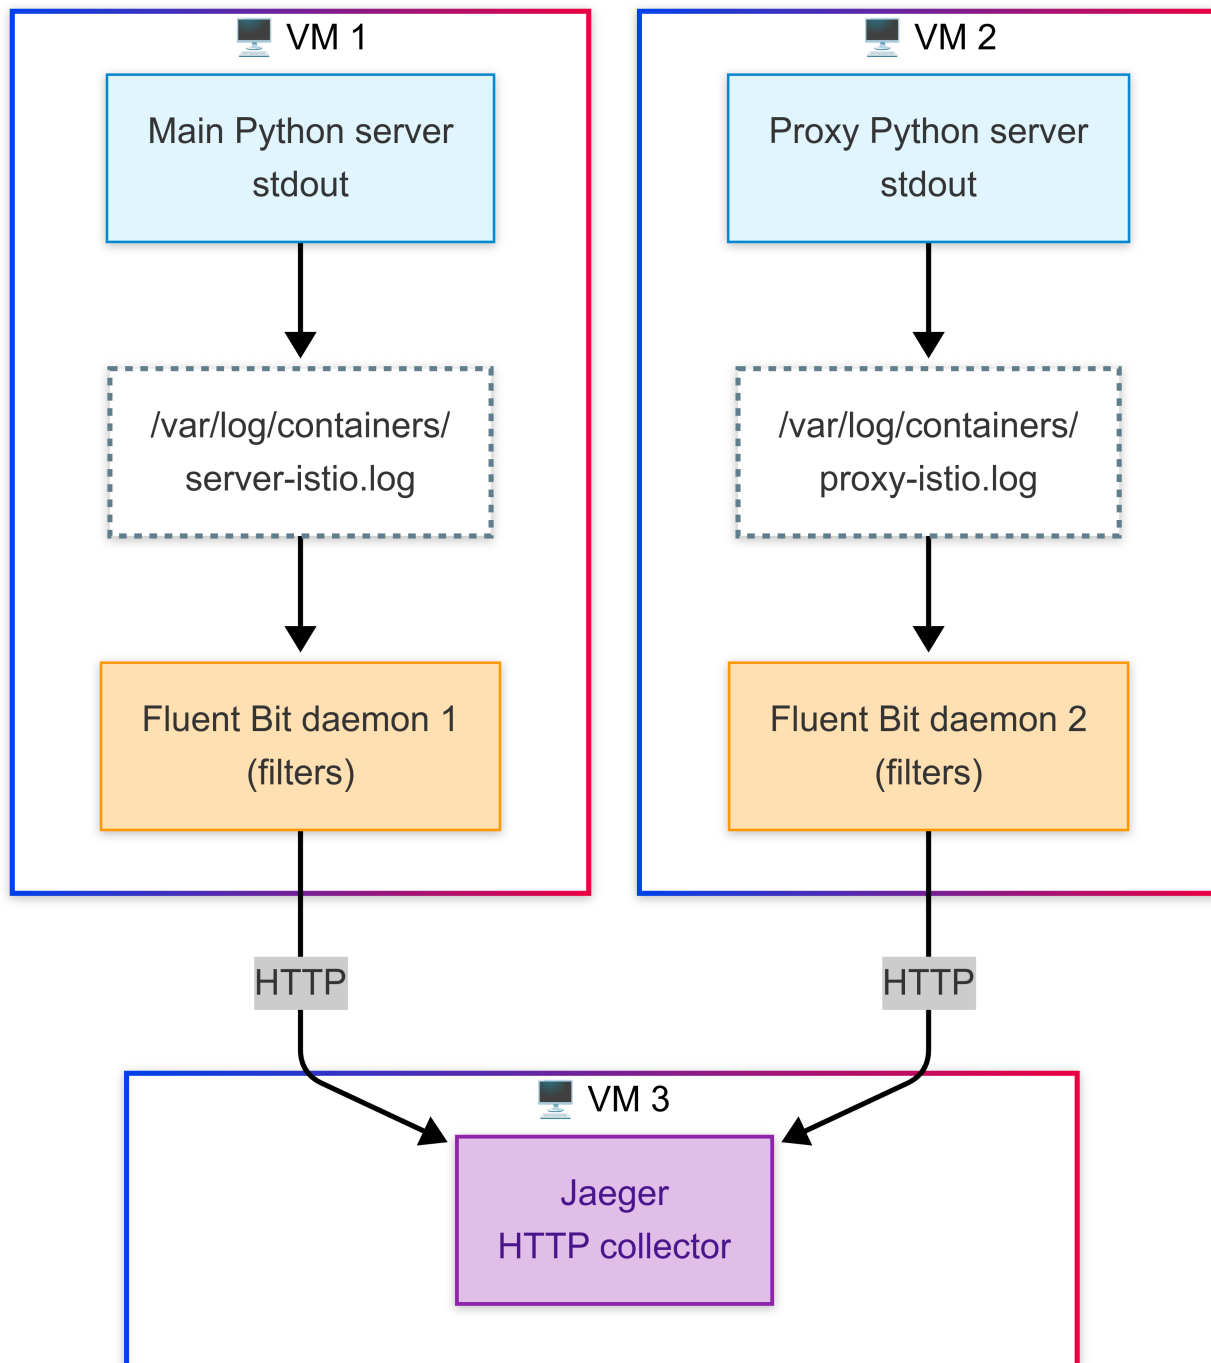 VM 1
Main Python server
stdout
/var/log/containers/
server-istio.log
Fluent Bit daemon 1
(filters)
HTTP
VM 2
Proxy Python server
stdout
/var/log/containers/
proxy-istio.log
Fluent Bit daemon 2
(filters)
HTTP
VM 3
Jaeger
HTTP collector